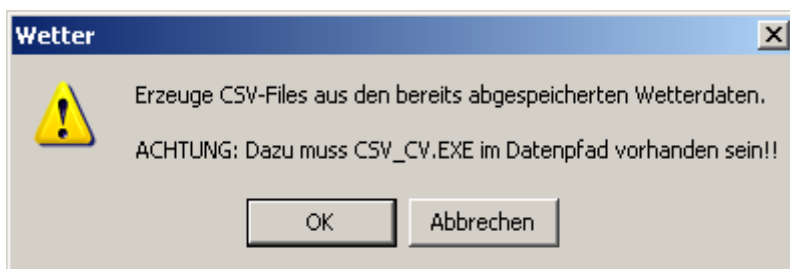 Wetter
Erzeuge CSV-Files aus den bereits abgespeicherten Wetterdaten.
ACHTUNG: Dazu muss CSV_CV.EXE im Datenpfad vorhanden sein!!
OK
Abbrechen